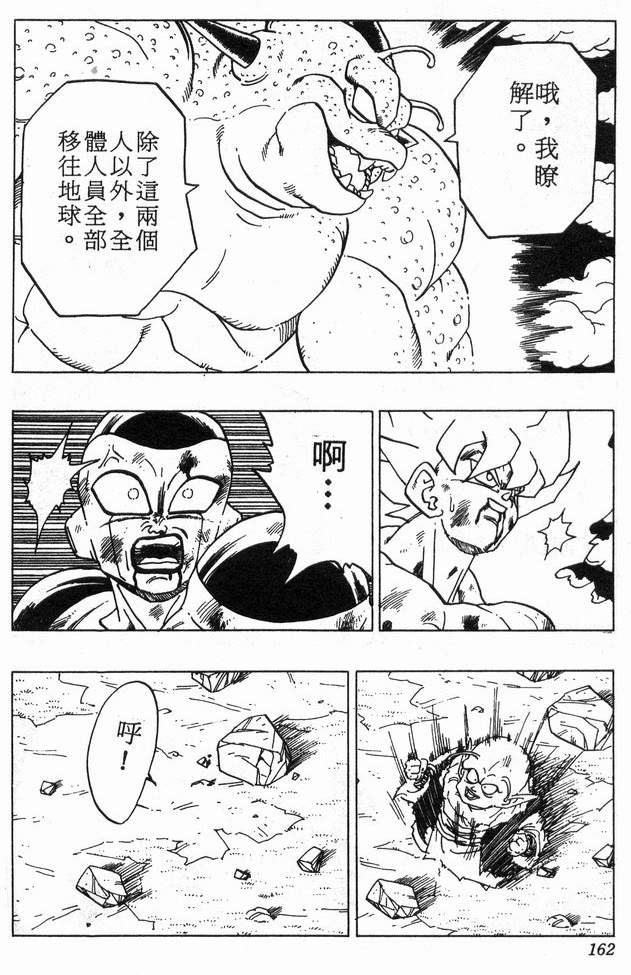 哦，我瞭
解了。
除了這兩個
人以外，全
體人員全部
移往地球。
啊…
呼！
162